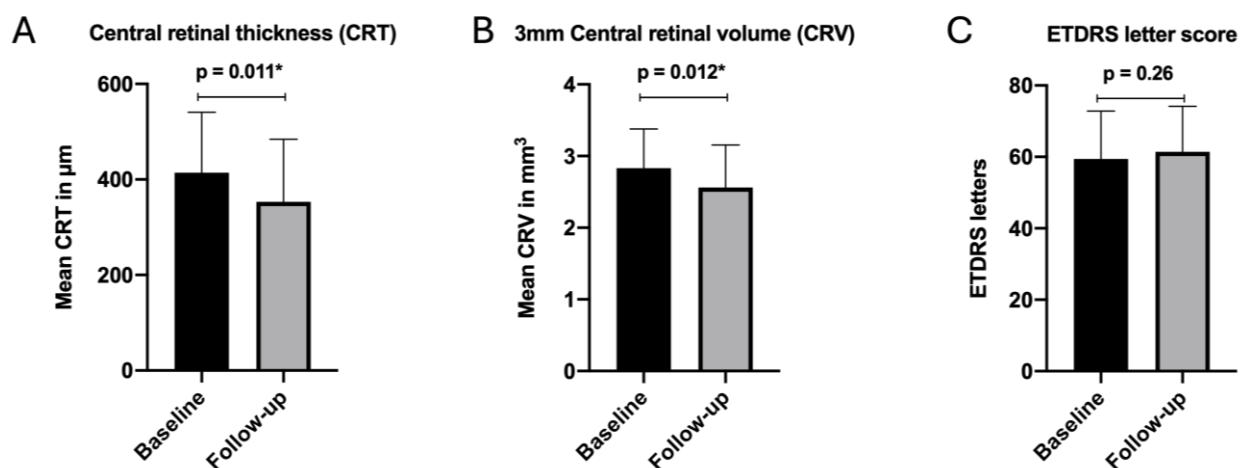 A
Central retinal thickness (CRT)
p = 0.011*
600
400
200
0
Mean CRT in µm
Baseline
Follow-up
B
3mm Central retinal volume (CRV)
p = 0.012*
4
3
2
1
0
Mean CRV in mm³
Baseline
Follow-up
C
ETDRS letter score
p = 0.26
80
60
40
20
0
ETDRS letters
Baseline
Follow-up